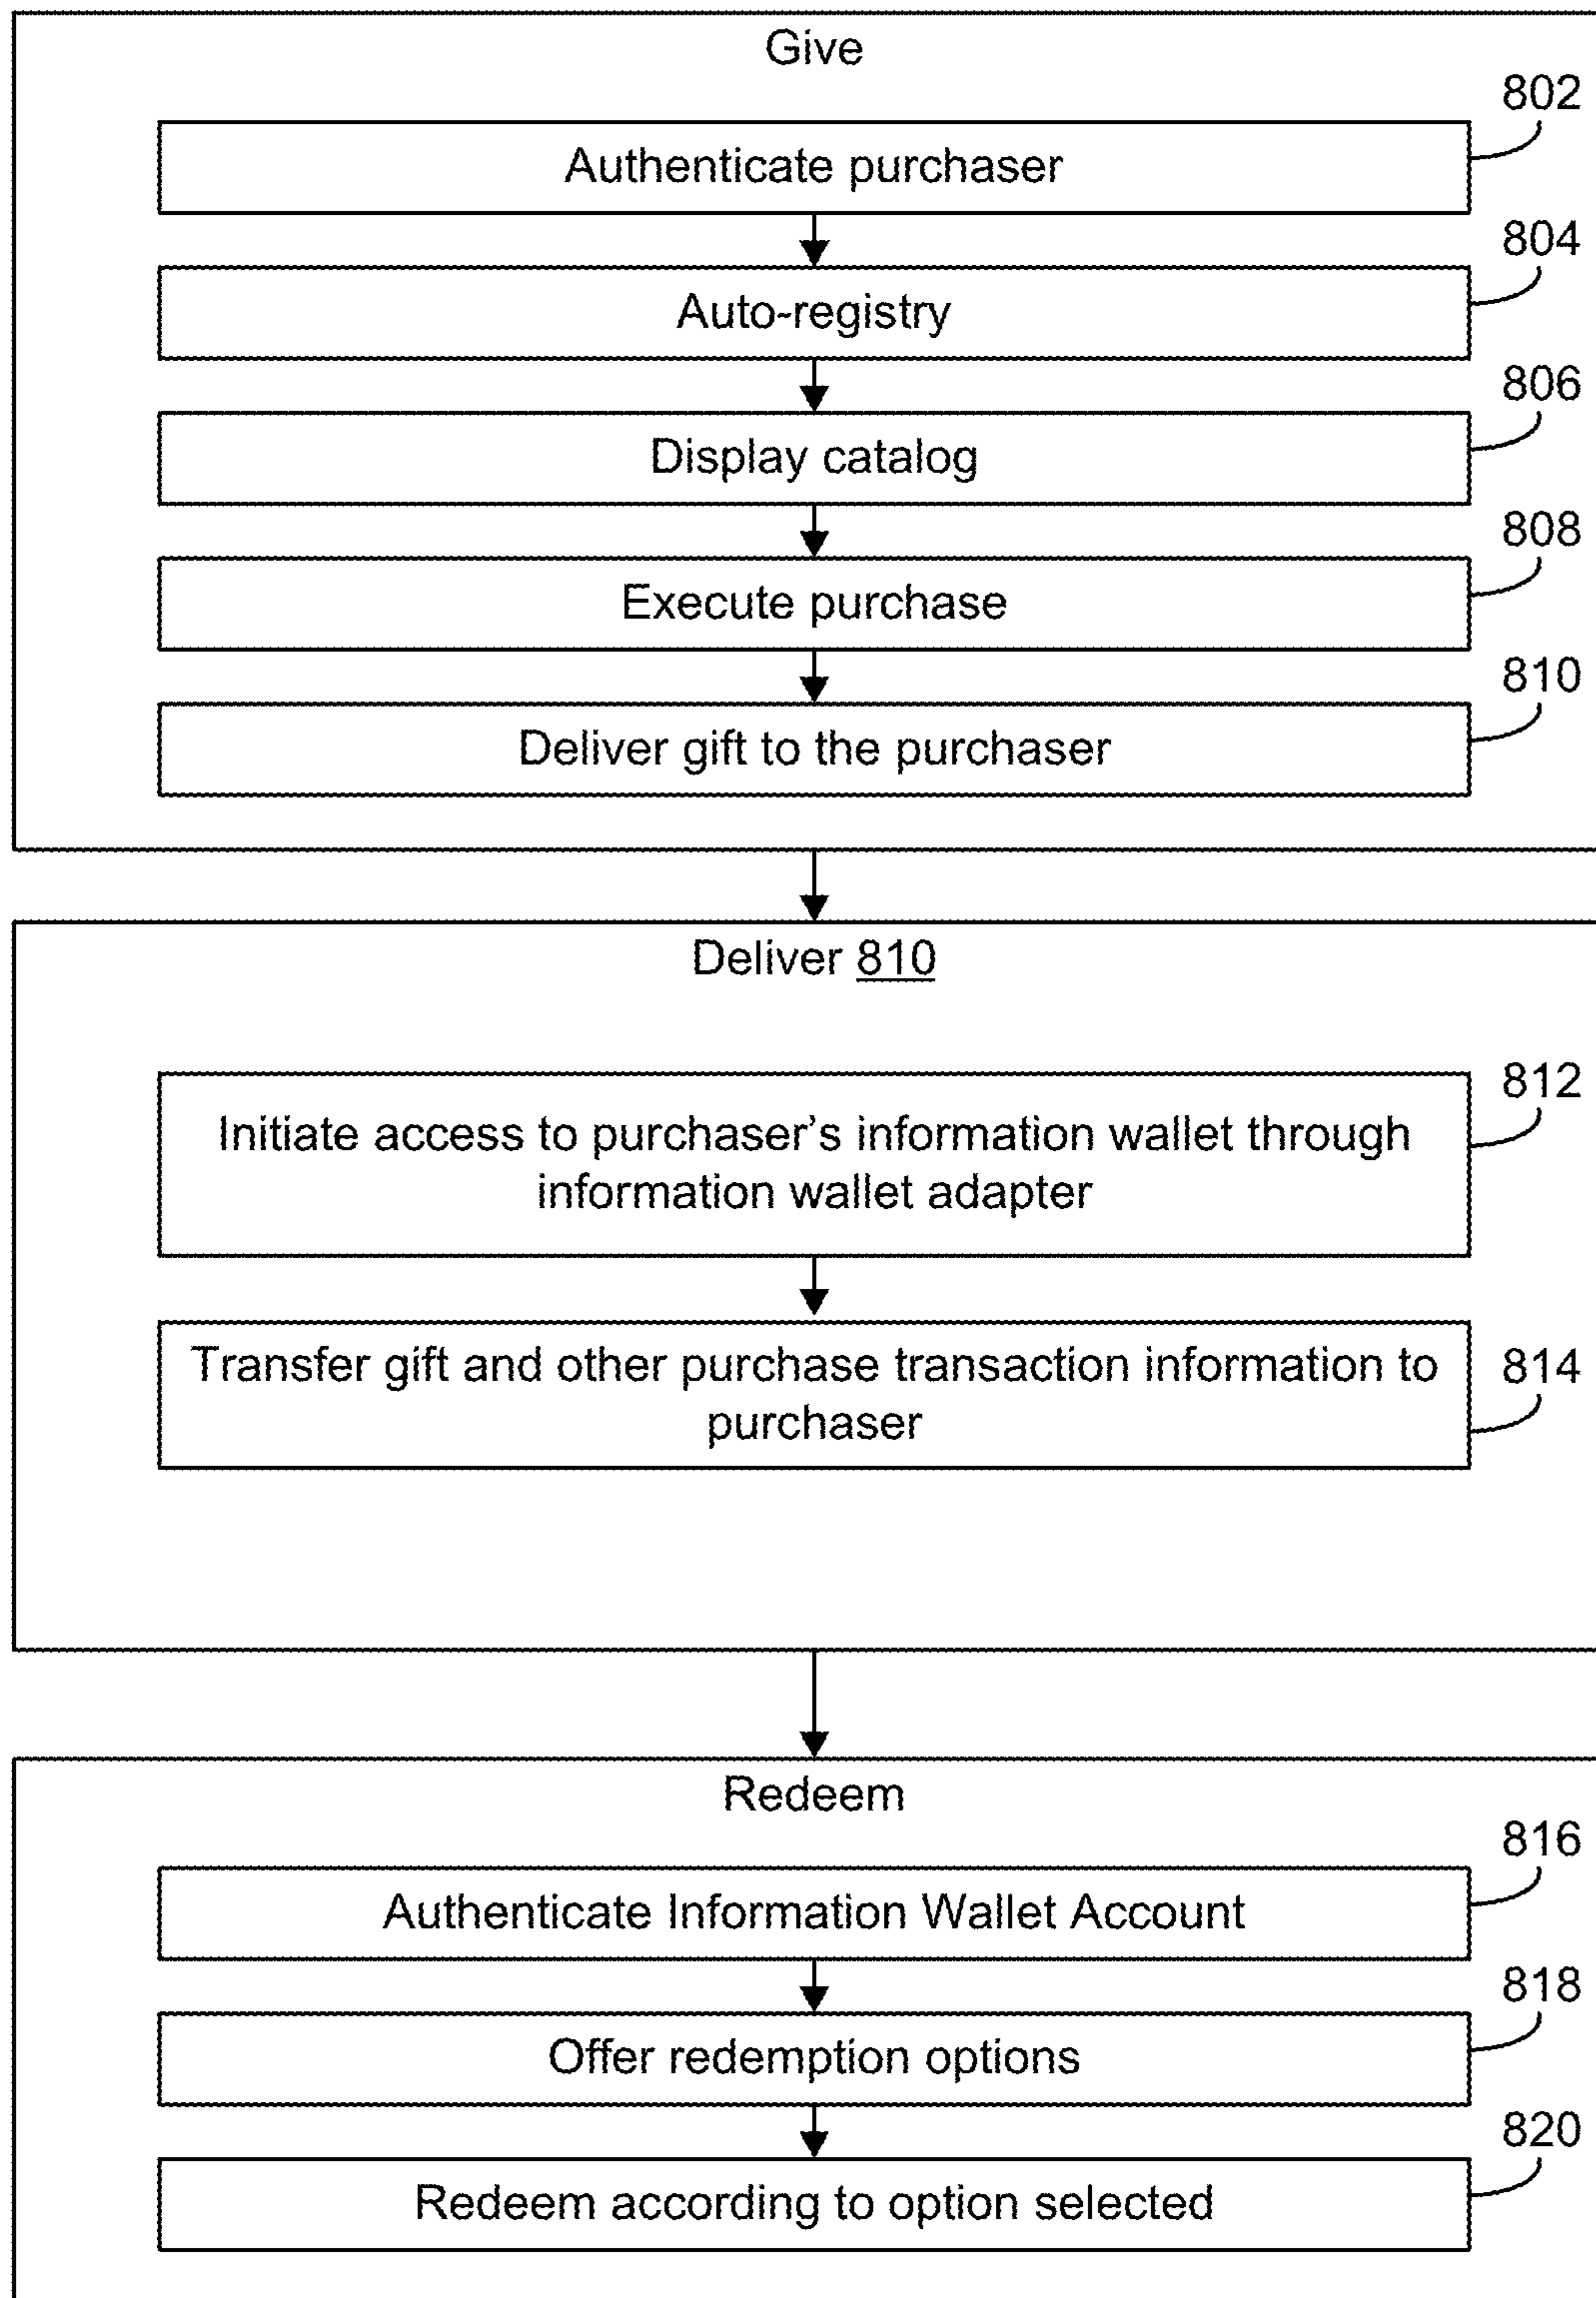 Give
802
Authenticate purchaser
804
Auto-registry
806
Display catalog
808
Execute purchase
810
Deliver gift to the purchaser
Deliver 810
812
Initiate access to purchaser's information wallet through
information wallet adapter
Transfer gift and other purchase transaction information to
814
purchaser
Redeem
816
Authenticate Information Wallet Account
818
Offer redemption options
820
Redeem according to option selected